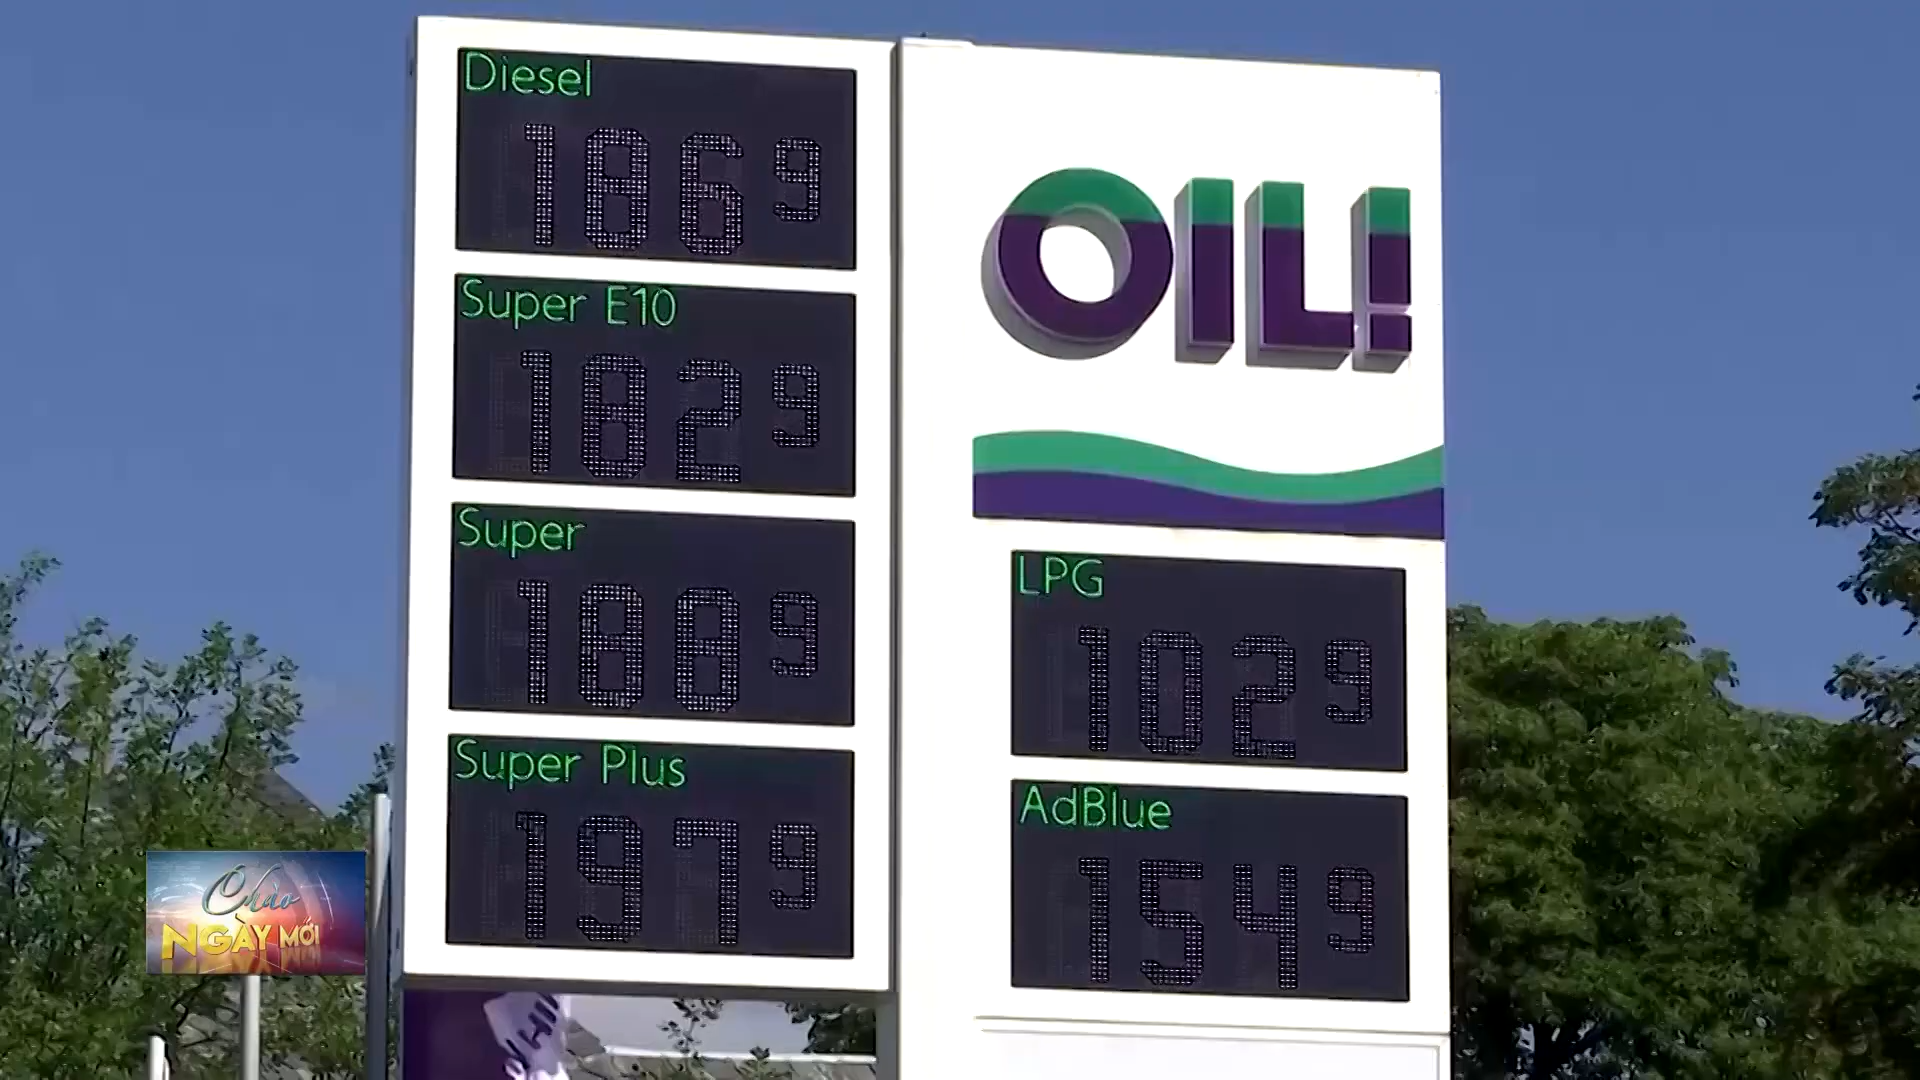 Diesel
1869
Super E10
1829
Super
1889
Super Plus
1979
OIL!
LPG
1029
AdBlue
1549
Chào
NGÀY MỚI